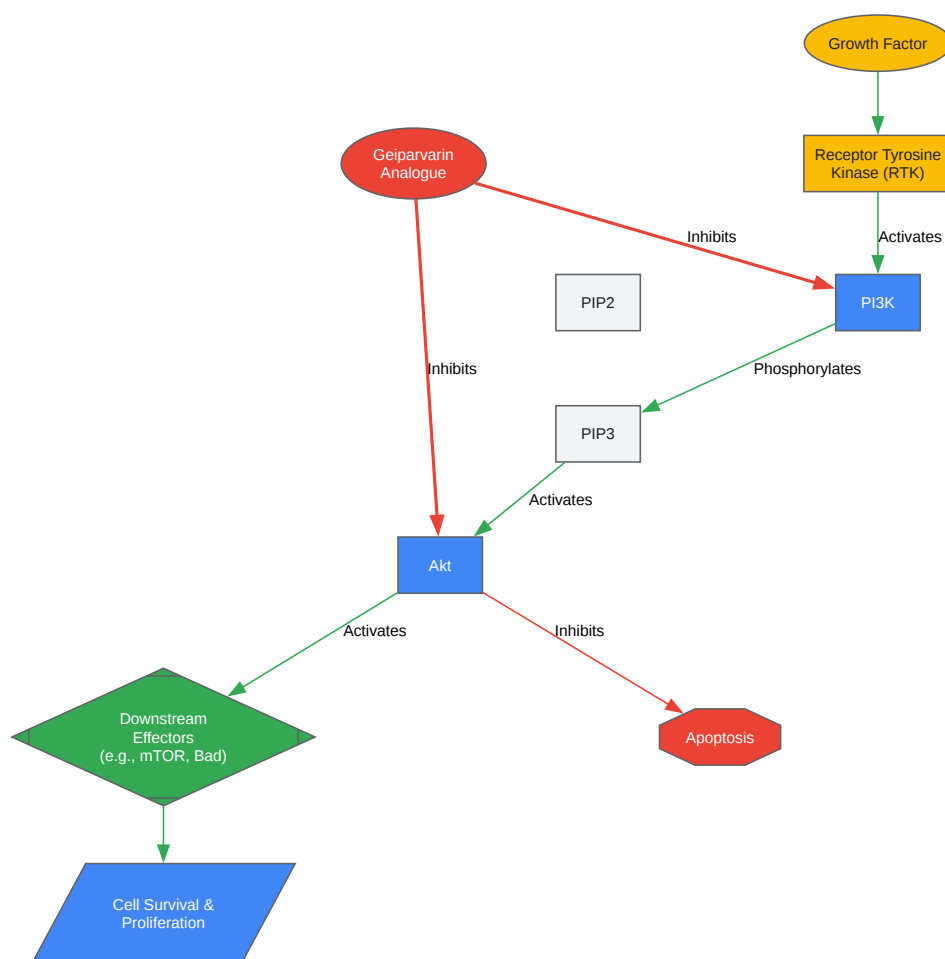 Growth Factor
Geiparvarin
Analogue
Receptor Tyrosine
Kinase (RTK)
Inhibits
Activates
PIP2
PI3K
Inhibits
Phosphorylates
PIP3
Activates
Akt
Activates
Inhibits
Downstream
Effectors
(e.g., mTOR, Bad)
Apoptosis
Cell Survival &
Proliferation